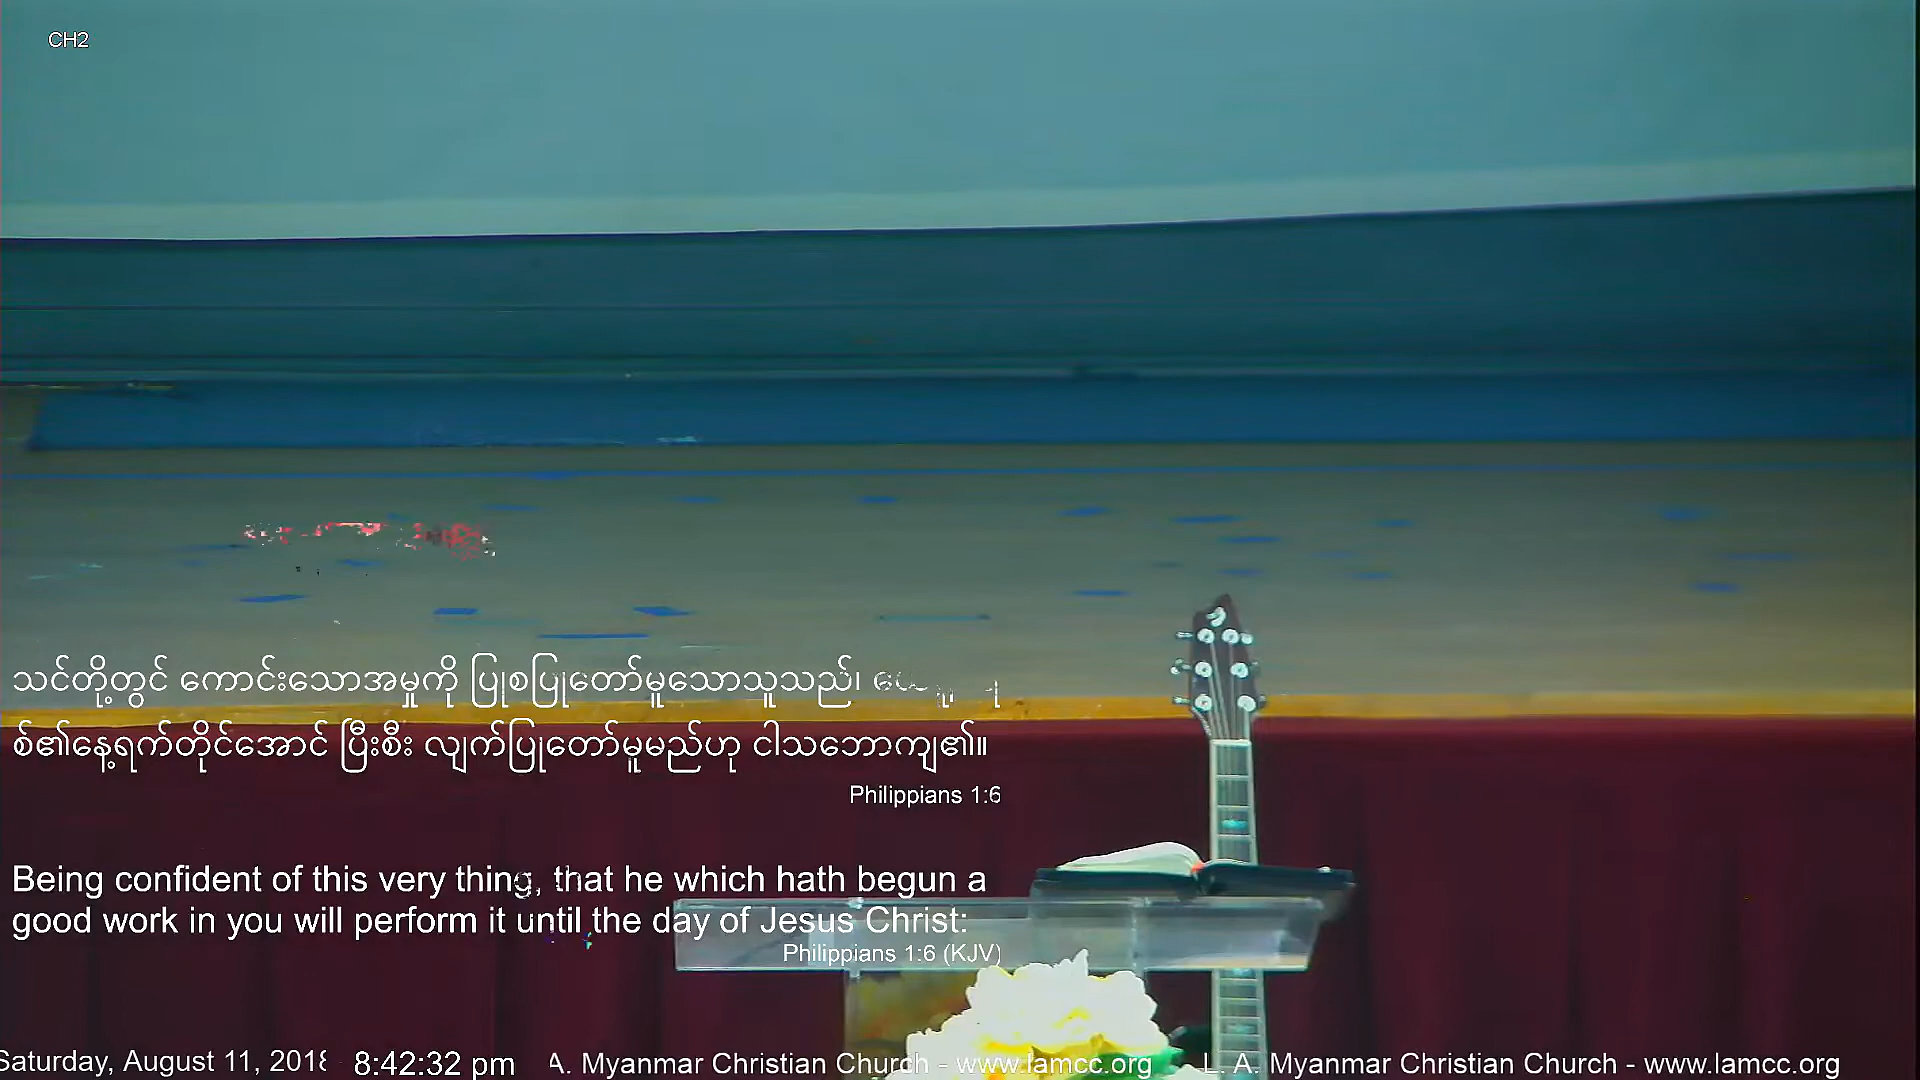 CH2
သင်တို့တွင် ကောင်းသောအမှုကို ပြုစပြုတော်မူသောသူသည်၊
စ်၏နေ့ရက်တိုင်အောင် ပြီးစီး လျက်ပြုတော်မူမည်ဟု ငါသဘောကျ၏။
Philippians 1:6
Being confident of this very thing, that he which hath begun a
good work in you will perform it until the day of Jesus Christ:
Philippians 1:6 (KJV)
Saturday, August 11, 2018 8:42:32 pm A. Myanmar Christian Church - www.lamcc.org L. A. Myanmar Christian Church - www.lamcc.org